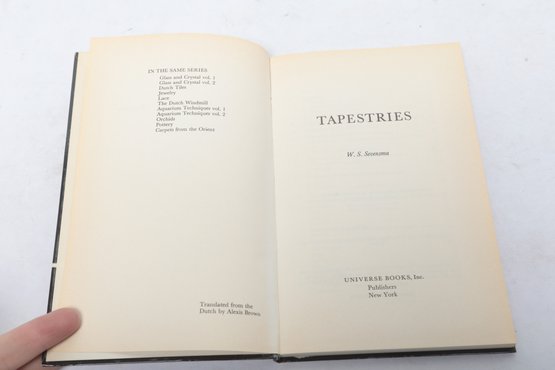 IN THE SAME SERIES
Glass and Crystal vol. 1
Glass and Crystal vol. 2
Dutch Tiles
Jewelry
Lace
The Dutch Windmill
Aquarium Techniques vol. 1
Aquarium Techniques vol. 2
Orchids
Pottery
Carpets from the Orient
Translated from the
Dutch by Alexis Brown
TAPESTRIES
W. S. Sevensma
UNIVERSE BOOKS, Inc.
Publishers
New York